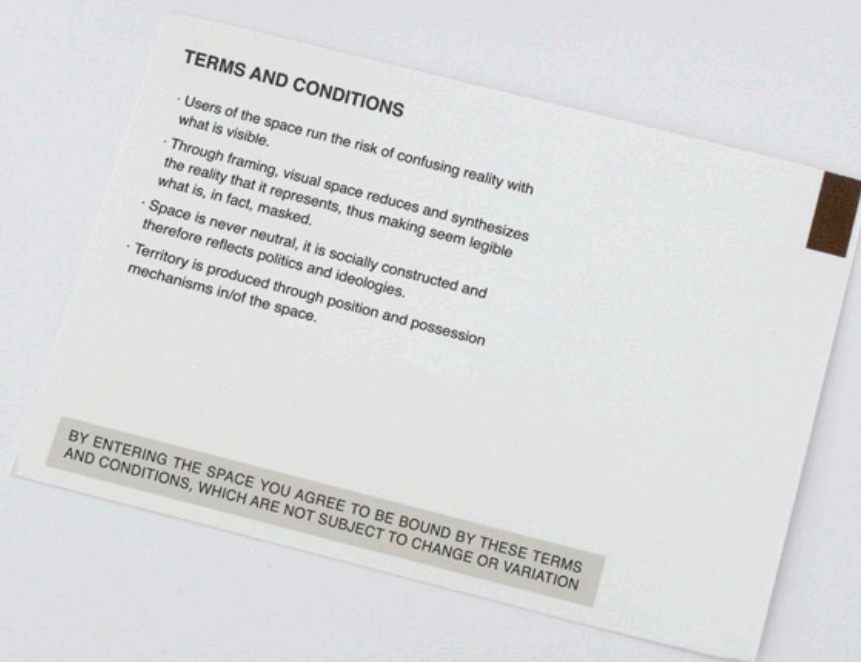 TERMS AND CONDITIONS
· Users of the space run the risk of confusing reality with
what is visible.
· Through framing, visual space reduces and synthesizes
the reality that it represents, thus making seem legible
what is, in fact, masked.
· Space is never neutral, it is socially constructed and
therefore reflects politics and ideologies.
· Territory is produced through position and possession
mechanisms in/of the space.
BY ENTERING THE SPACE YOU AGREE TO BE BOUND BY THESE TERMS
AND CONDITIONS, WHICH ARE NOT SUBJECT TO CHANGE OR VARIATION